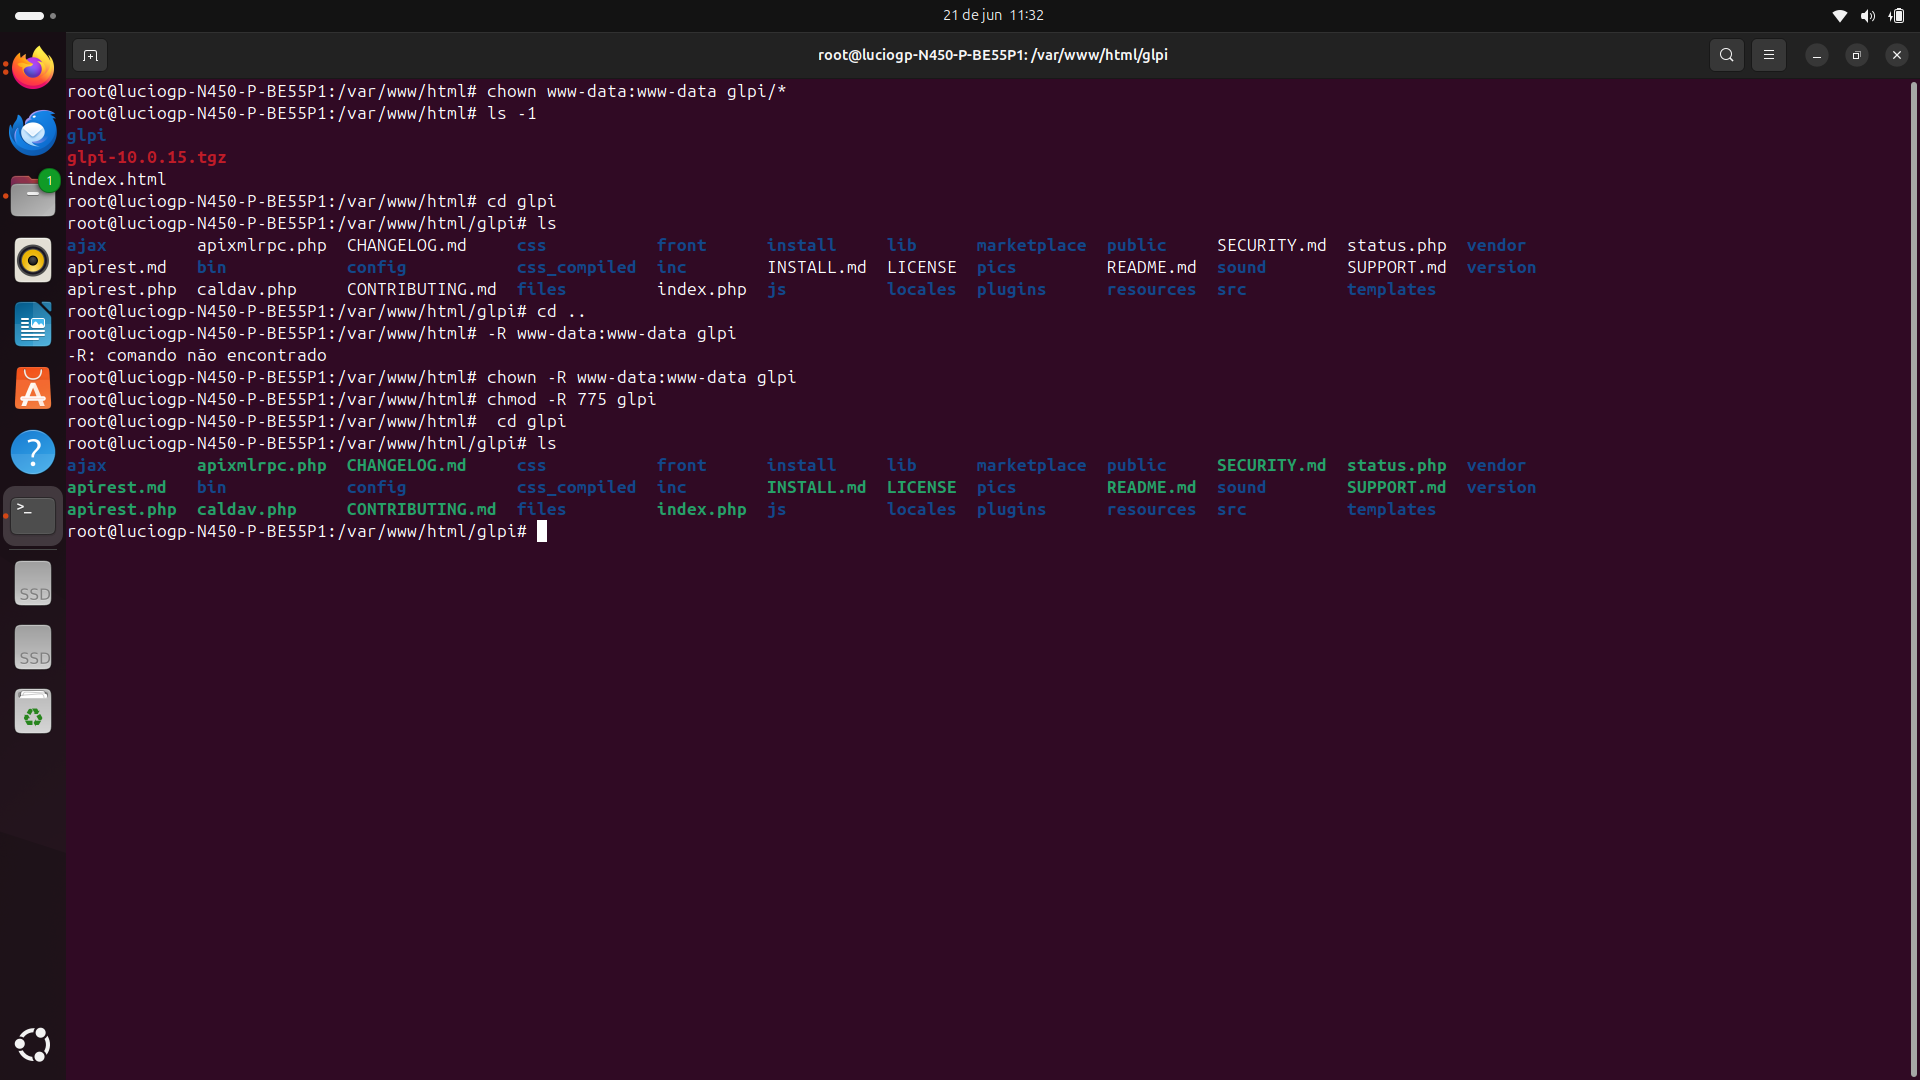 21 de jun 11:32
root@luciogp-N450-P-BE55P1: /var/www/html/glpi
root@luciogp-N450-P-BE55P1:/var/www/html# chown www-data:www-data glpi/*
root@luciogp-N450-P-BE55P1:/var/www/html# ls -1
glpi
glpi-10.0.15.tgz
index.html
root@luciogp-N450-P-BE55P1:/var/www/html# cd glpi
root@luciogp-N450-P-BE55P1:/var/www/html/glpi# ls
ajax apixmlrpc.php CHANGELOG.md css front install lib marketplace public SECURITY.md status.php vendor
apirest.md bin config css_compiled inc INSTALL.md LICENSE pics README.md sound SUPPORT.md version
apirest.php caldav.php CONTRIBUTING.md files index.php js locales plugins resources src templates
root@luciogp-N450-P-BE55P1:/var/www/html/glpi# cd ..
root@luciogp-N450-P-BE55P1:/var/www/html# -R www-data:www-data glpi
-R: comando não encontrado
root@luciogp-N450-P-BE55P1:/var/www/html# chown -R www-data:www-data glpi
root@luciogp-N450-P-BE55P1:/var/www/html# chmod -R 775 glpi
root@luciogp-N450-P-BE55P1:/var/www/html#  cd glpi
root@luciogp-N450-P-BE55P1:/var/www/html/glpi# ls
ajax apixmlrpc.php CHANGELOG.md css front install lib marketplace public SECURITY.md status.php vendor
apirest.md bin config css_compiled inc INSTALL.md LICENSE pics README.md sound SUPPORT.md version
apirest.php caldav.php CONTRIBUTING.md files index.php js locales plugins resources src templates
root@luciogp-N450-P-BE55P1:/var/www/html/glpi#
1
?
>_
SSD
SSD